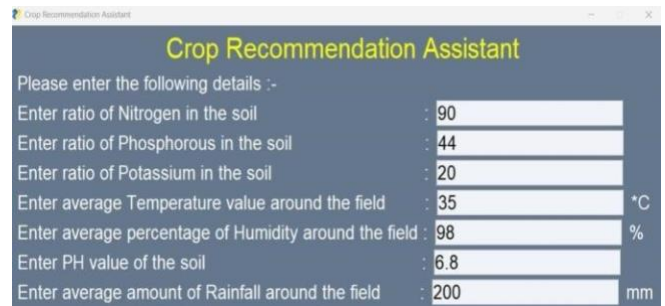 Crop Recommendation Assistant
Crop Recommendation Assistant
Please enter the following details :-
Enter ratio of Nitrogen in the soil : 90
Enter ratio of Phosphorous in the soil : 44
Enter ratio of Potassium in the soil : 20
Enter average Temperature value around the field : 35 *C
Enter average percentage of Humidity around the field : 98 %
Enter PH value of the soil : 6.8
Enter average amount of Rainfall around the field : 200 mm